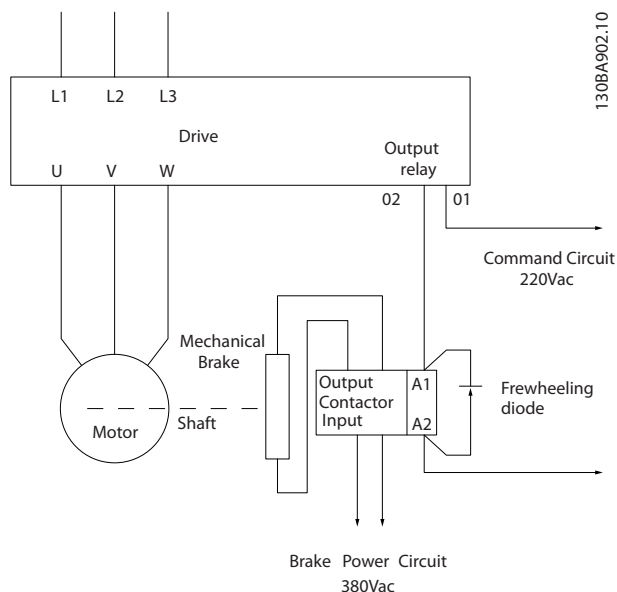 130BA902.10
L1 L2 L3
Drive
Output
relay
U V W
02 01
Command Circuit
220Vac
Mechanical
Brake
Output
Contactor
Input
A1
A2
Frewheeling
diode
Motor
Shaft
Brake Power Circuit
380Vac